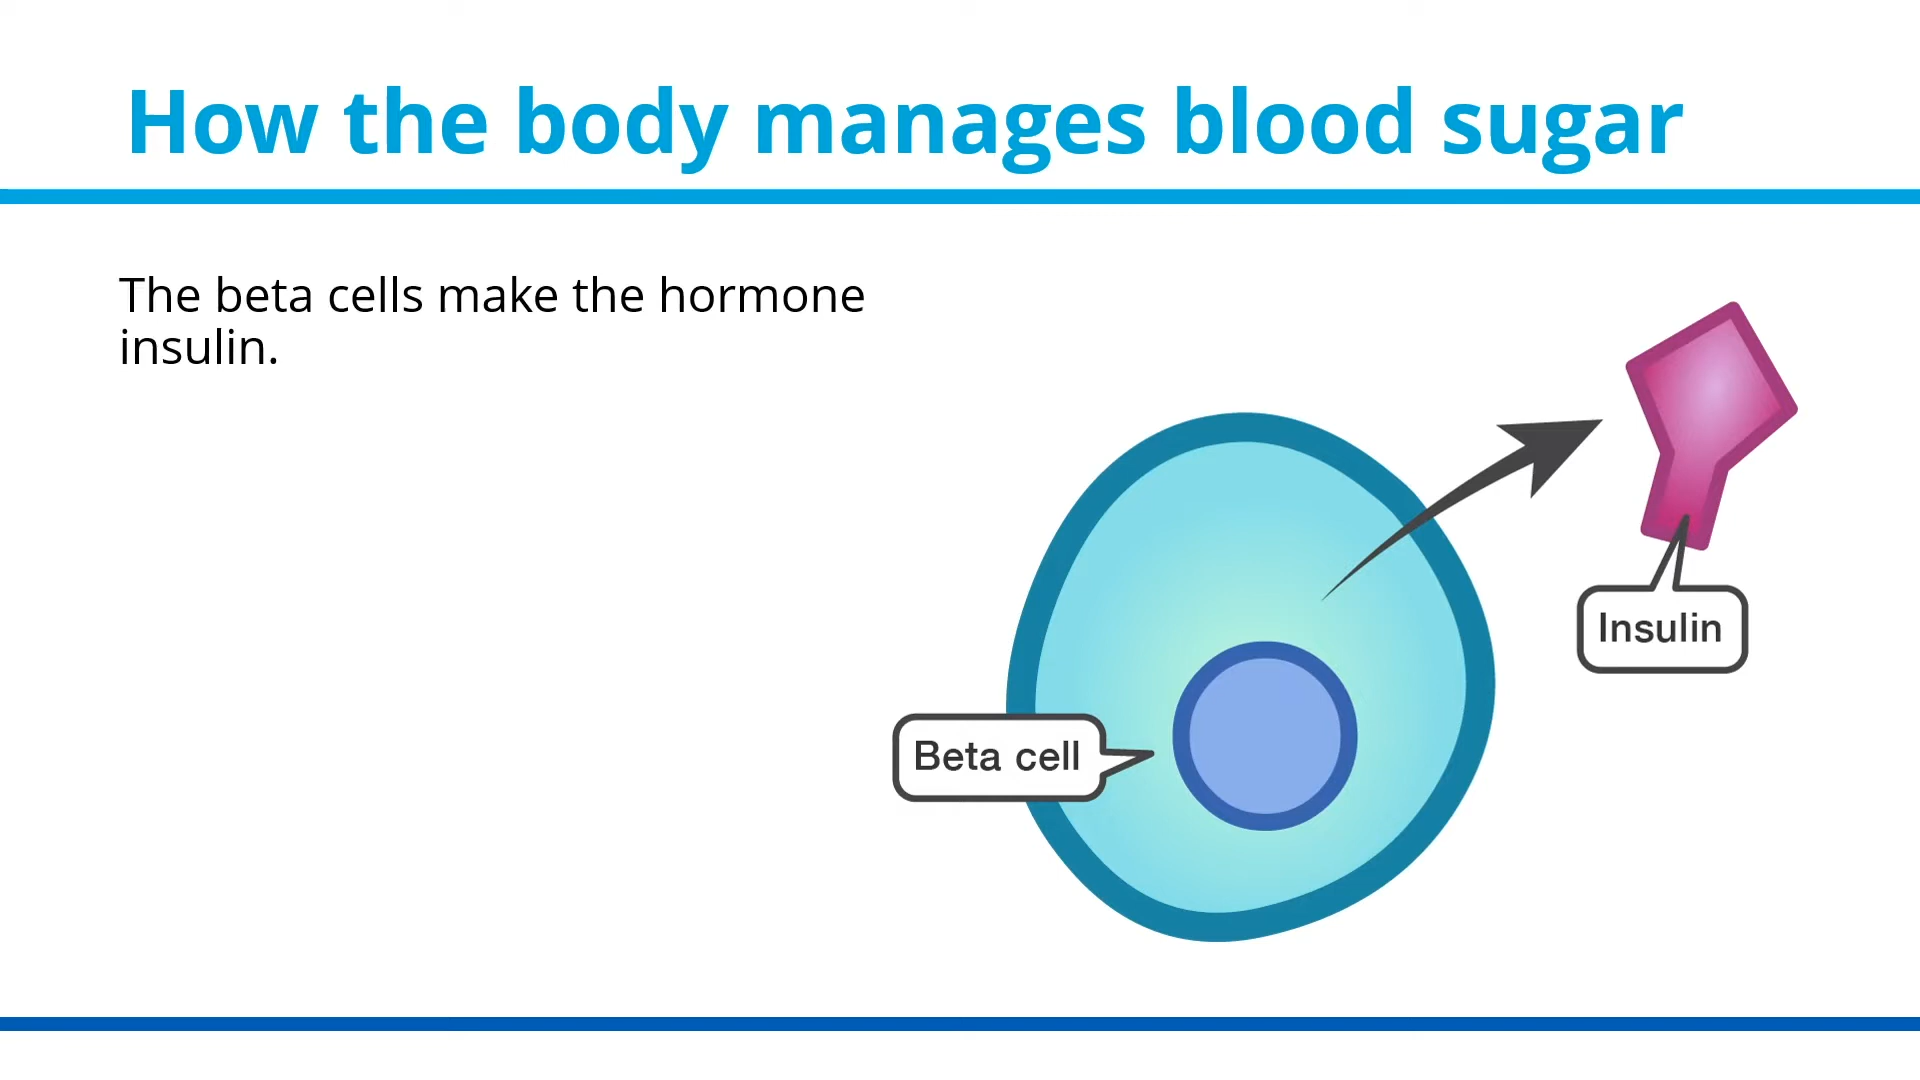 How the body manages blood sugar
The beta cells make the hormone
insulin.
Insulin
Beta cell